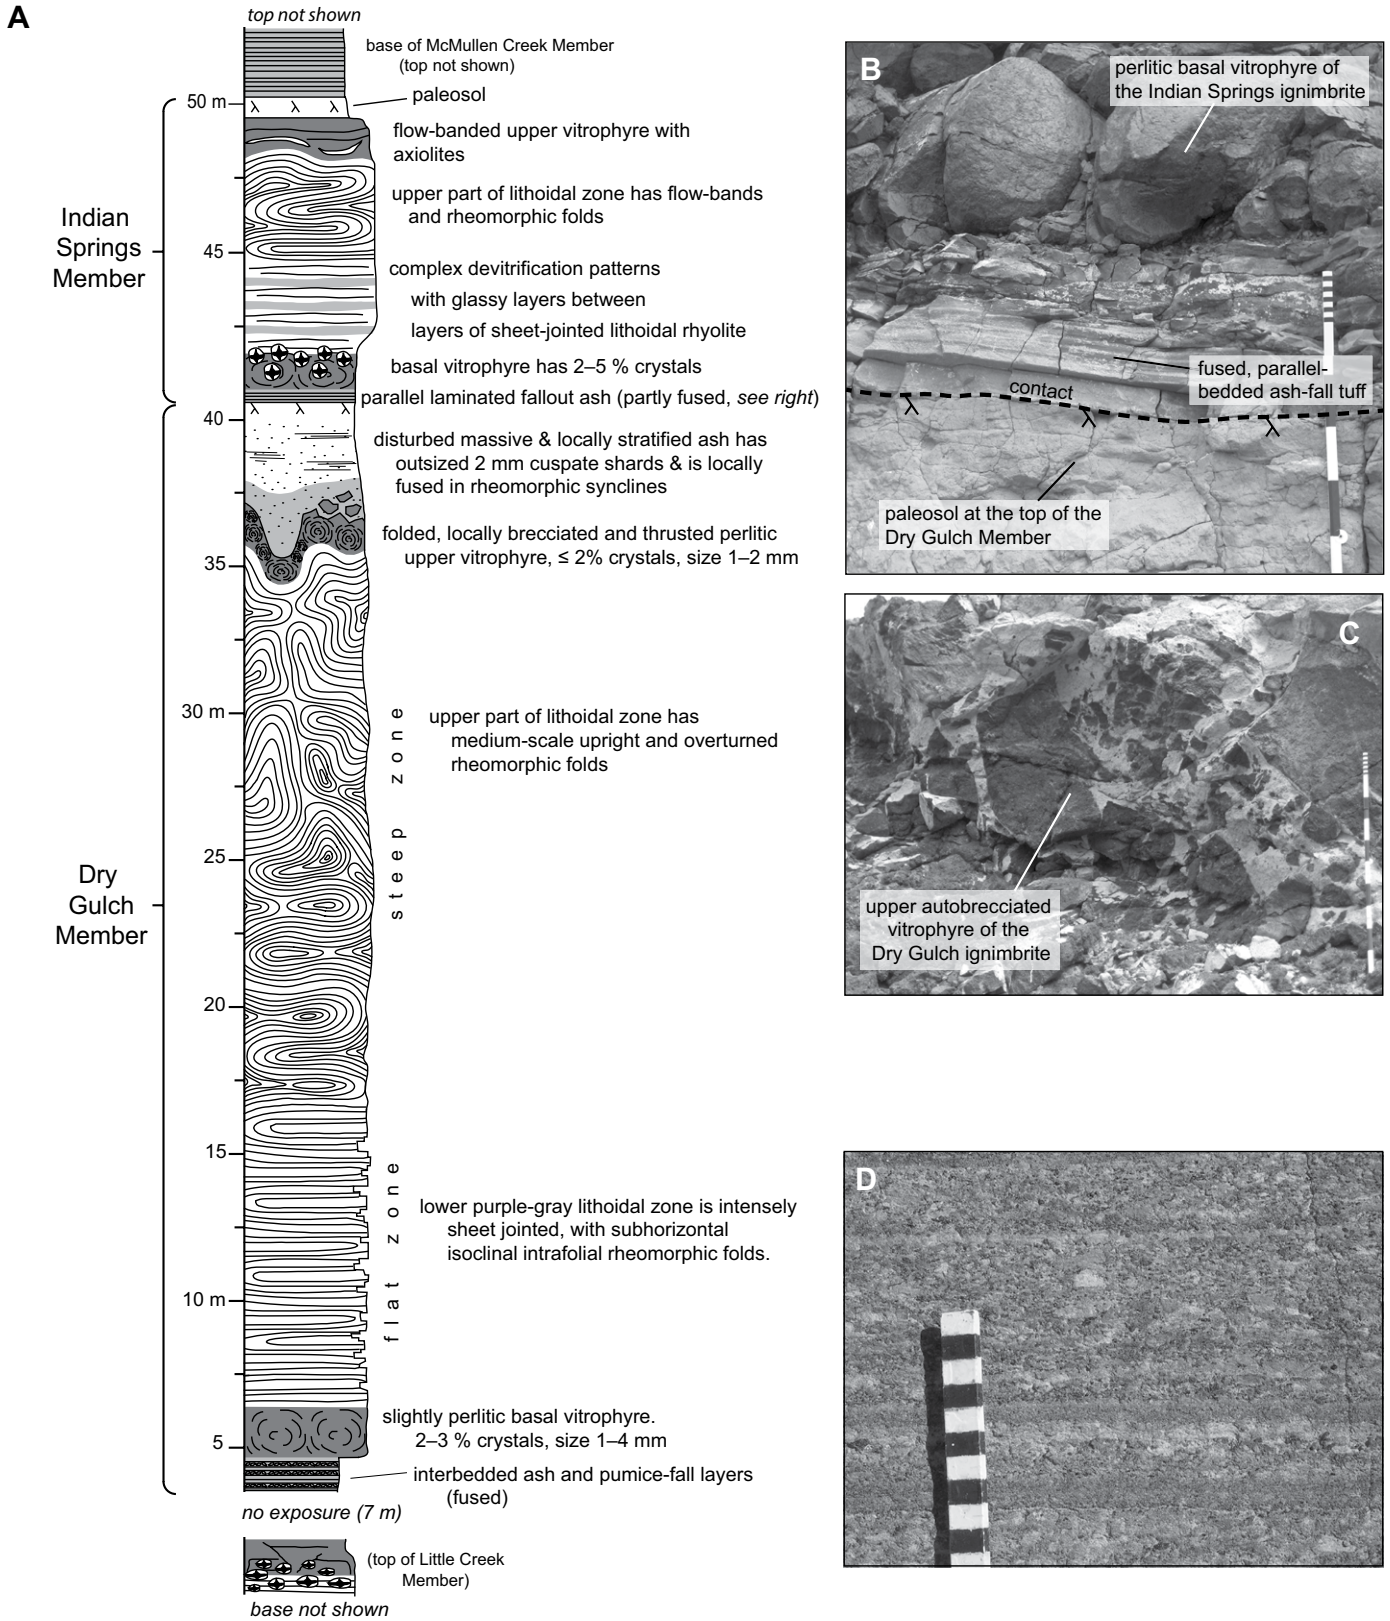 A
top not shown
base of McMullen Creek Member
(top not shown)
50 m
paleosol
flow-banded upper vitrophyre with
axiolites
upper part of lithoidal zone has flow-bands
and rheomorphic folds
Indian
Springs
Member
45
complex devitrification patterns
with glassy layers between
layers of sheet-jointed lithoidal rhyolite
basal vitrophyre has 2–5 % crystals
parallel laminated fallout ash (partly fused, see right)
40
disturbed massive & locally stratified ash has
outsized 2 mm cuspate shards & is locally
fused in rheomorphic synclines
folded, locally brecciated and thrusted perlitic
upper vitrophyre, ≤ 2% crystals, size 1–2 mm
35
30 m
steep zone
upper part of lithoidal zone has
medium-scale upright and overturned
rheomorphic folds
25
Dry
Gulch
Member
20
15
flat zone
lower purple-gray lithoidal zone is intensely
sheet jointed, with subhorizontal
isoclinal intrafolial rheomorphic folds.
10 m
slightly perlitic basal vitrophyre.
2–3 % crystals, size 1–4 mm
5
interbedded ash and pumice-fall layers
(fused)
no exposure (7 m)
(top of Little Creek
Member)
base not shown
B
perlitic basal vitrophyre of
the Indian Springs ignimbrite
fused, parallel-
bedded ash-fall tuff
contact
paleosol at the top of the
Dry Gulch Member
C
upper autobrecciated
vitrophyre of the
Dry Gulch ignimbrite
D